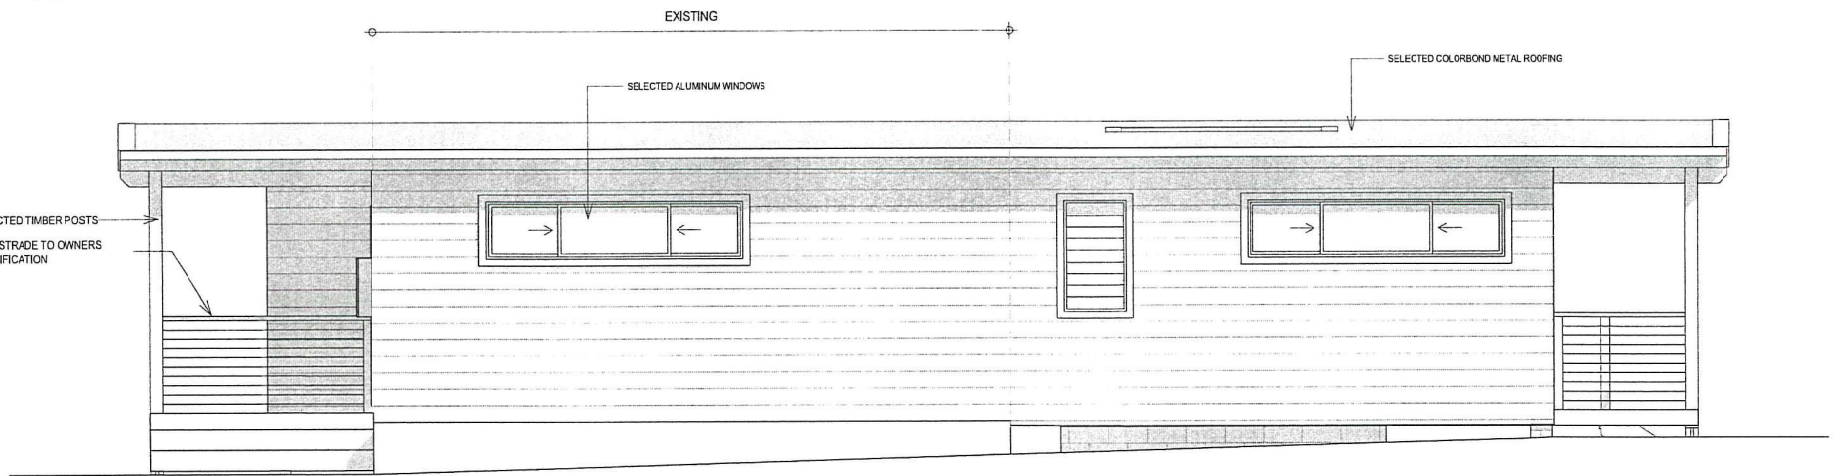 EXISTING
SELECTED COLORBOND METAL ROOFING
SELECTED ALUMINUM WINDOWS
CTED TIMBER POSTS
STRADE TO OWNERS
IFICATION